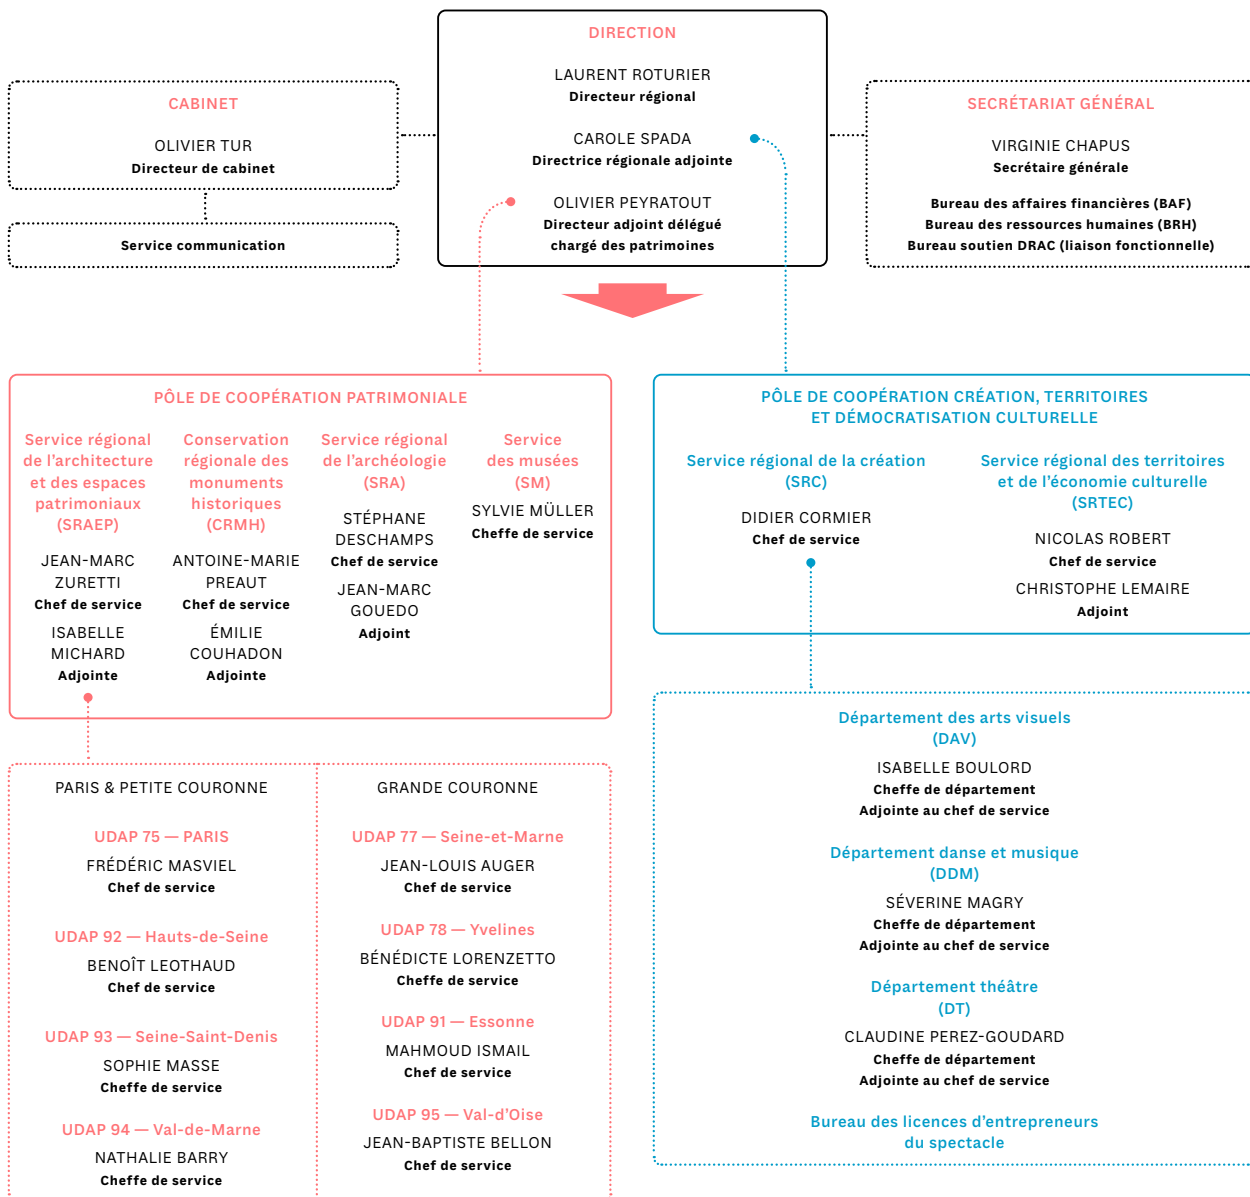 DIRECTION
LAURENT ROTURIER
Directeur régional
CAROLE SPADA
Directrice régionale adjointe
OLIVIER PEYRATOUT
Directeur adjoint délégué
chargé des patrimoines
CABINET
OLIVIER TUR
Directeur de cabinet
Service communication
SECRÉTARIAT GÉNÉRAL
VIRGINIE CHAPUS
Secrétaire générale
Bureau des affaires financières (BAF)
Bureau des ressources humaines (BRH)
Bureau soutien DRAC (liaison fonctionnelle)
PÔLE DE COOPÉRATION PATRIMONIALE
Service régional
de l’architecture
et des espaces
patrimoniaux
(SRAEP)
JEAN-MARC
ZURETTI
Chef de service
ISABELLE
MICHARD
Adjointe
Conservation
régionale des
monuments
historiques
(CRMH)
ANTOINE-MARIE
PREAUT
Chef de service
ÉMILIE
COUHADON
Adjointe
Service régional
de l’archéologie
(SRA)
STÉPHANE
DESCHAMPS
Chef de service
JEAN-MARC
GOUEDO
Adjoint
Service
des musées
(SM)
SYLVIE MÜLLER
Cheffe de service
PÔLE DE COOPÉRATION CRÉATION, TERRITOIRES
ET DÉMOCRATISATION CULTURELLE
Service régional de la création
(SRC)
DIDIER CORMIER
Chef de service
Service régional des territoires
et de l’économie culturelle
(SRTEC)
NICOLAS ROBERT
Chef de service
CHRISTOPHE LEMAIRE
Adjoint
PARIS & PETITE COURONNE
UDAP 75 — PARIS
FRÉDÉRIC MASVIEL
Chef de service
UDAP 92 — Hauts-de-Seine
BENOÎT LEOTHAUD
Chef de service
UDAP 93 — Seine-Saint-Denis
SOPHIE MASSE
Cheffe de service
UDAP 94 — Val-de-Marne
NATHALIE BARRY
Cheffe de service
GRANDE COURONNE
UDAP 77 — Seine-et-Marne
JEAN-LOUIS AUGER
Chef de service
UDAP 78 — Yvelines
BÉNÉDICTE LORENZETTO
Cheffe de service
UDAP 91 — Essonne
MAHMOUD ISMAIL
Chef de service
UDAP 95 — Val-d’Oise
JEAN-BAPTISTE BELLON
Chef de service
Département des arts visuels
(DAV)
ISABELLE BOULORD
Cheffe de département
Adjointe au chef de service
Département danse et musique
(DDM)
SÉVERINE MAGRY
Cheffe de département
Adjointe au chef de service
Département théâtre
(DT)
CLAUDINE PEREZ-GOUDARD
Cheffe de département
Adjointe au chef de service
Bureau des licences d’entrepreneurs
du spectacle